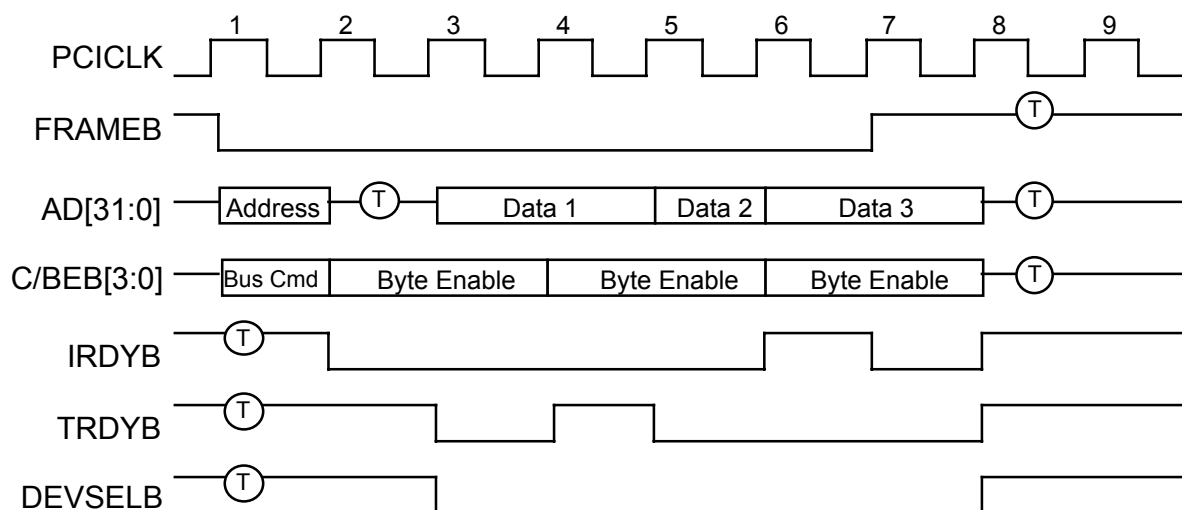 1 2 3 4 5 6 7 8 9
PCICLK
FRAMEB T
AD[31:0] Address T Data 1 Data 2 Data 3 T
C/BEB[3:0] Bus Cmd Byte Enable Byte Enable Byte Enable T
IRDYB T
TRDYB T
DEVSELB T